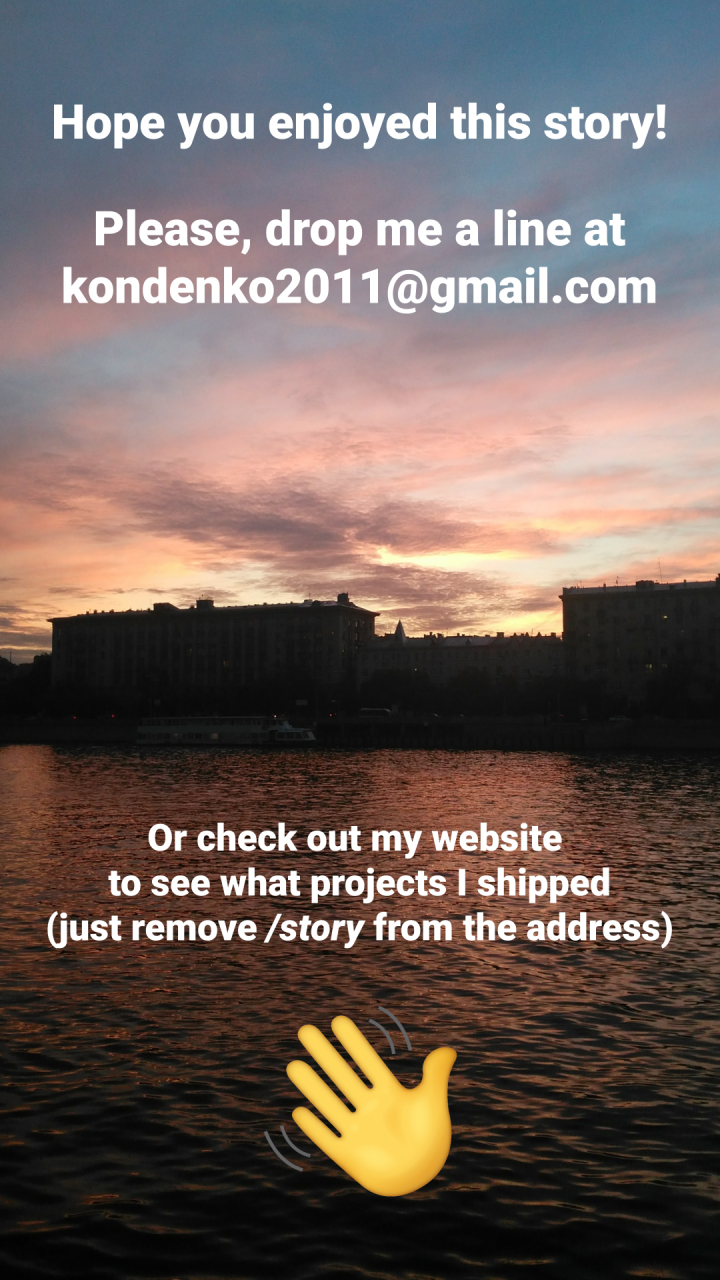 Hope you enjoyed this story!
Please, drop me a line at
kondenko2011@gmail.com
Or check out my website
to see what projects I shipped
(just remove /story from the address)